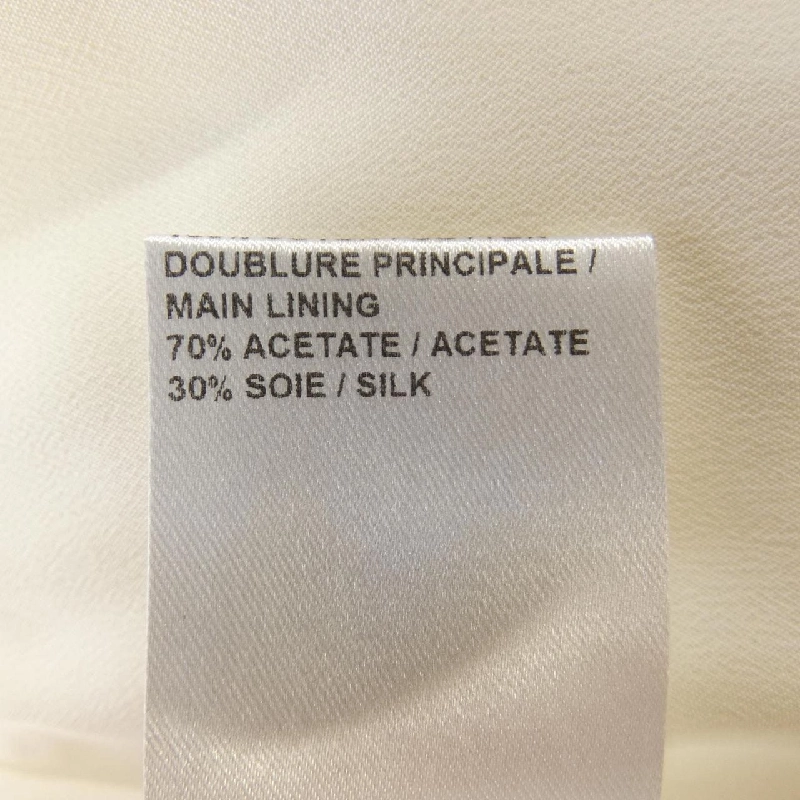 DOUBLURE PRINCIPALE /
MAIN LINING
70% ACETATE / ACETATE
30% SOIE / SILK